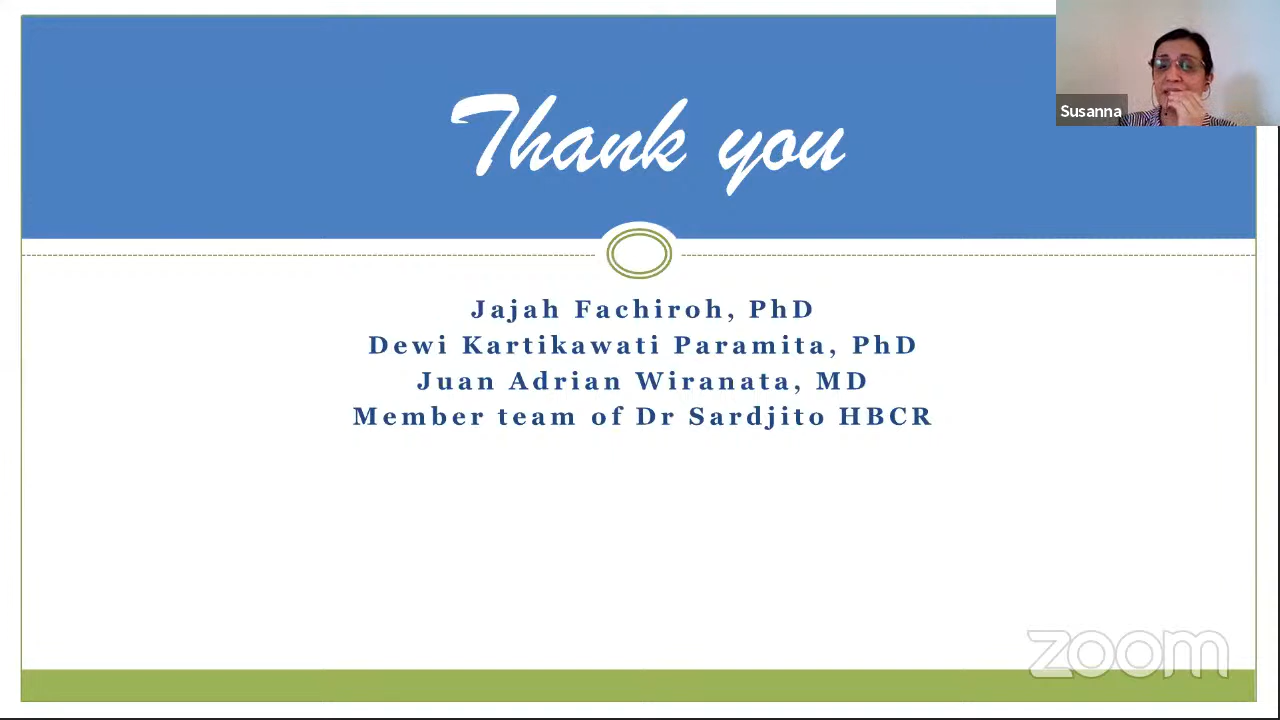 Thank you
Susanna
Jajah Fachiroh, PhD
Dewi Kartikawati Paramita, PhD
Juan Adrian Wiranata, MD
Member team of Dr Sardjito HBCR
zoom